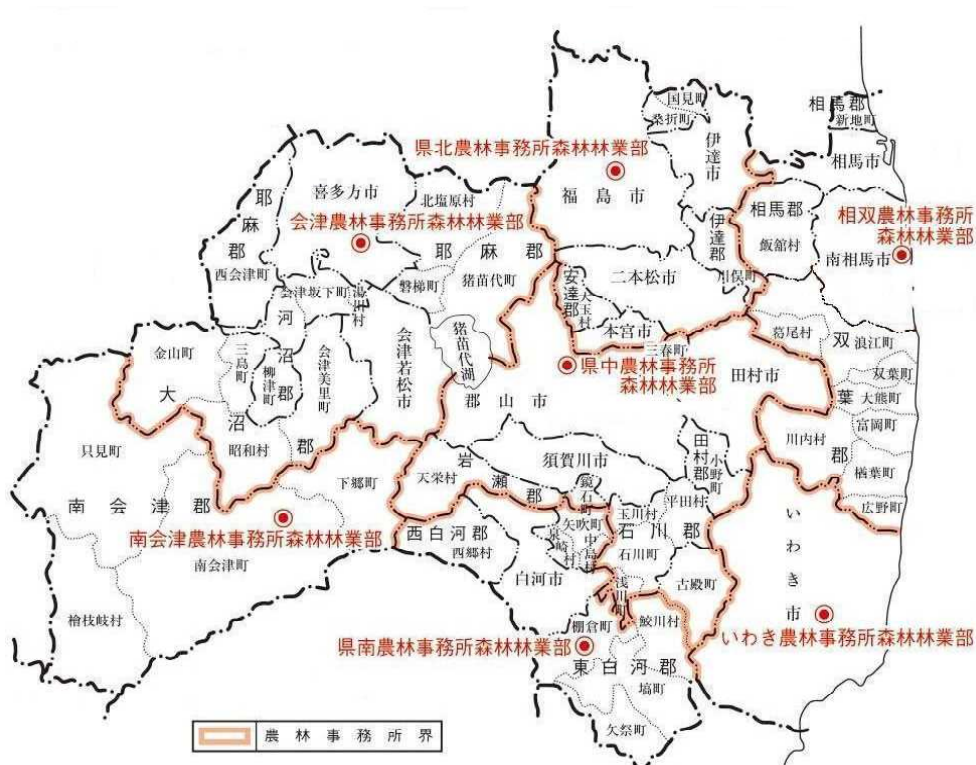 国見町
桑折町
伊達市
相馬郡
新地町
相馬市
県北農林事務所森林林業部
福島市
伊達郡
川俣町
相馬郡
飯舘村
相双農林事務所
森林林業部
南相馬市
耶麻郡
喜多方市
北塩原村
会津農林事務所森林林業部
耶麻郡
西会津町
磐梯町
猪苗代町
会津坂下町
湯川村
安達郡
大玉村
二本松市
本宮市
三春町
葛尾村
双葉郡
浪江町
双葉町
大熊町
富岡町
川内村
楢葉町
広野町
金山町
三島町
河沼郡
柳津町
会津美里町
会津若松市
猪苗代湖
県中農林事務所
森林林業部
郡山市
田村市
大沼郡
昭和村
只見町
南会津郡
下郷町
天栄村
岩瀬郡
須賀川市
鏡石町
田村郡
小野町
平田村
玉川村
石川郡
石川町
南会津農林事務所森林林業部
南会津町
檜枝岐村
西白河郡
西郷村
矢吹町
泉崎村
中島村
白河市
浅川町
古殿町
いわき市
いわき農林事務所森林林業部
県南農林事務所森林林業部
棚倉町
鮫川村
東白河郡
塙町
矢祭町
農林事務所界